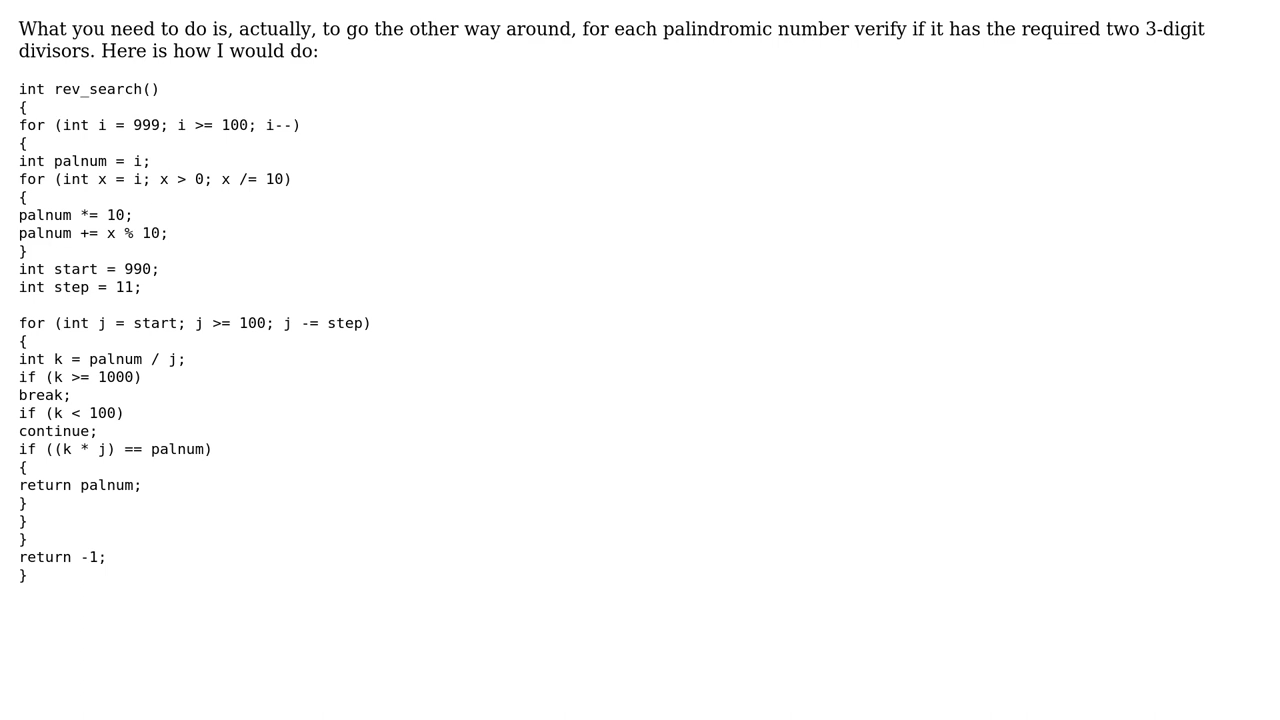 What you need to do is, actually, to go the other way around, for each palindromic number verify if it has the required two 3-digit
divisors. Here is how I would do:
int rev_search()
{
for (int i = 999; i >= 100; i--)
{
int palnum = i;
for (int x = i; x > 0; x /= 10)
{
palnum *= 10;
palnum += x % 10;
}
int start = 990;
int step = 11;
for (int j = start; j >= 100; j -= step)
{
int k = palnum / j;
if (k >= 1000)
break;
if (k < 100)
continue;
if ((k * j) == palnum)
{
return palnum;
}
}
}
return -1;
}